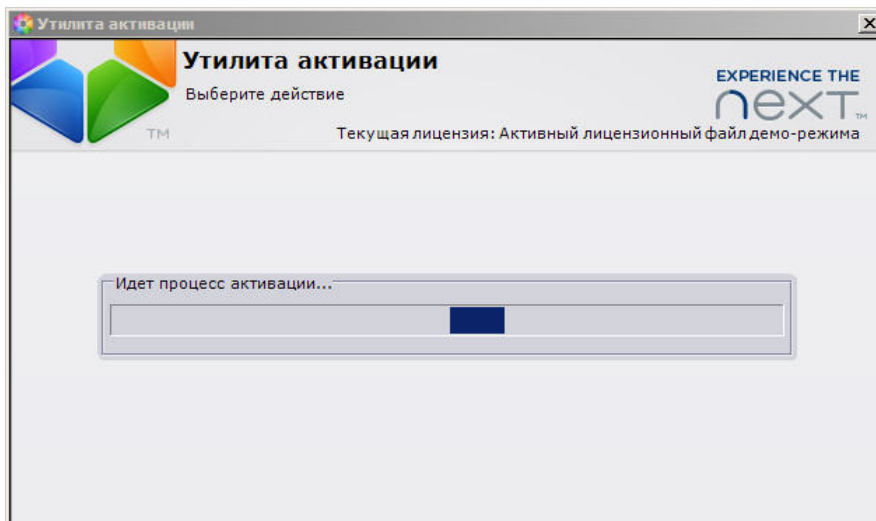 Утилита активации
Утилита активации
Выберите действие
EXPERIENCE THE
next™
TM
Текущая лицензия: Активный лицензионный файл демо-режима
Идет процесс активации...